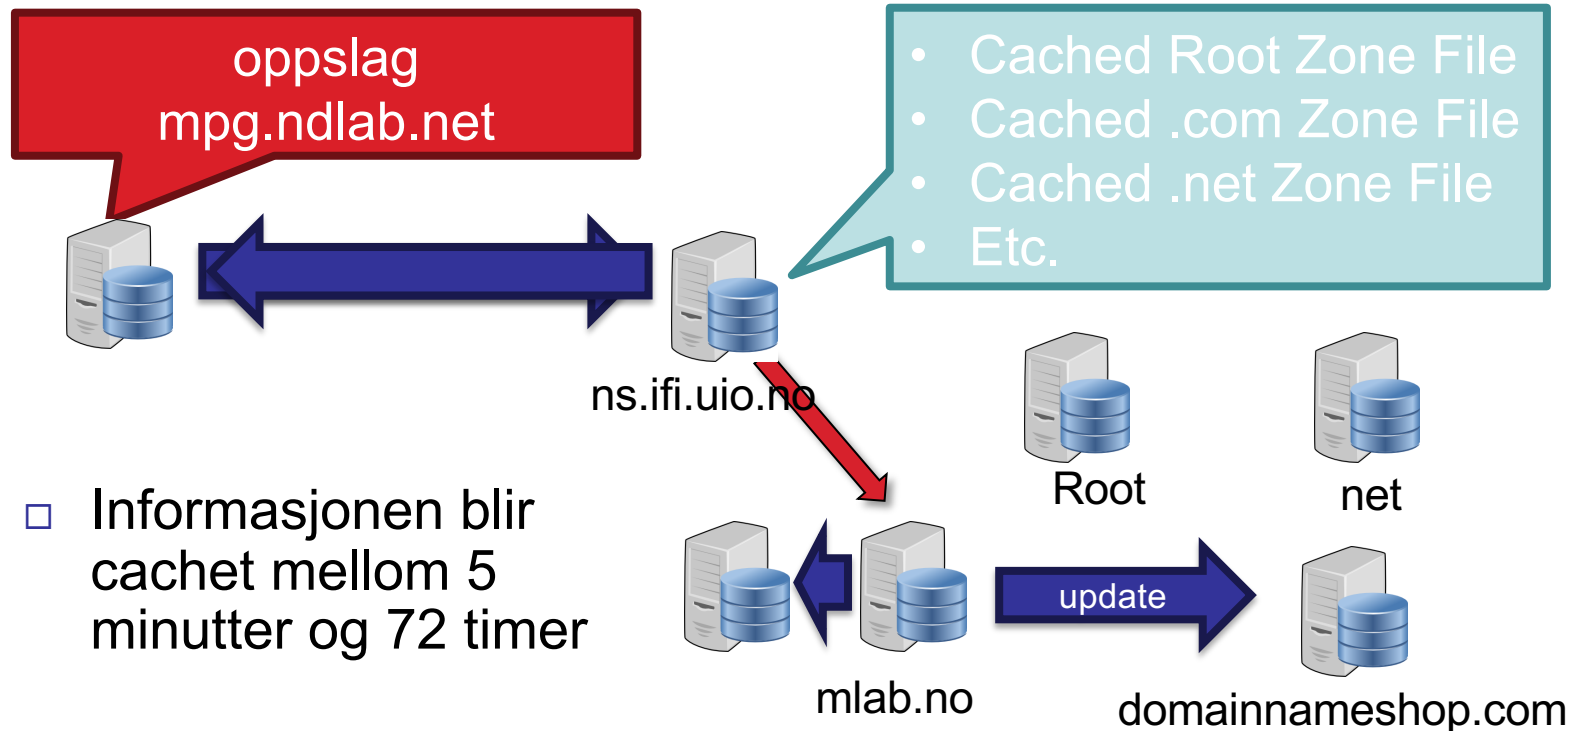 oppslag
mpg.ndlab.net
• Cached Root Zone File
• Cached .com Zone File
• Cached .net Zone File
• Etc.
ns.ifi.uio.no
Root
net
□ Informasjonen blir
cachet mellom 5
minutter og 72 timer
update
mlab.no
domainnameshop.com